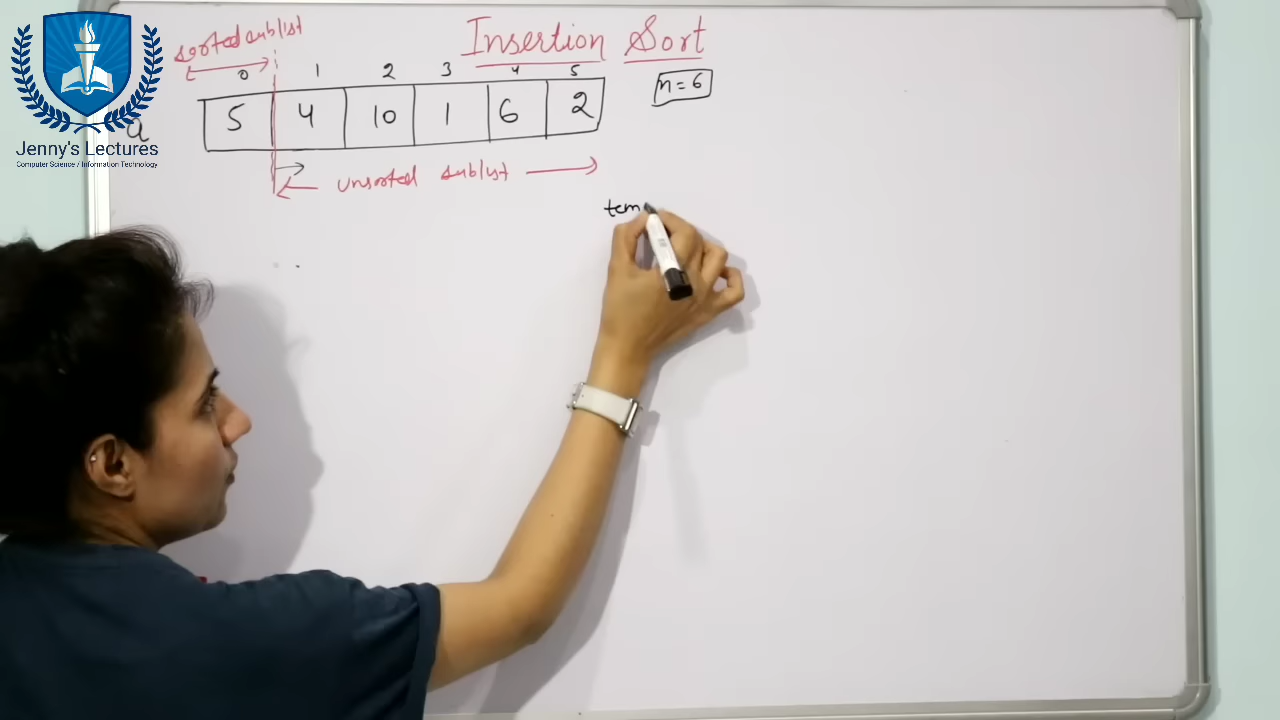 Insertion Sort
sorted sublist
0 1 2 3 4 5
n = 6
5 4 10 1 6 2
a
Jenny's Lectures
Computer Science / Information Technology
unsorted sublist
tem